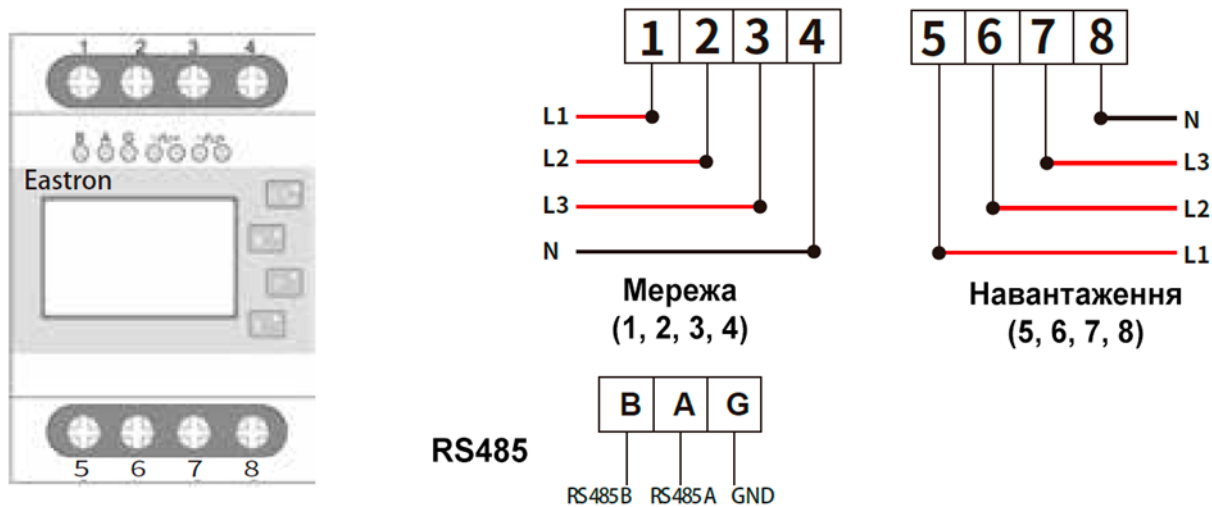 1 2 3 4
B A G
Eastron
5 6 7 8
1 2 3 4
L1
L2
L3
N
Мережа
(1, 2, 3, 4)
5 6 7 8
N
L3
L2
L1
Навантаження
(5, 6, 7, 8)
RS485
B A G
RS485B RS485A GND